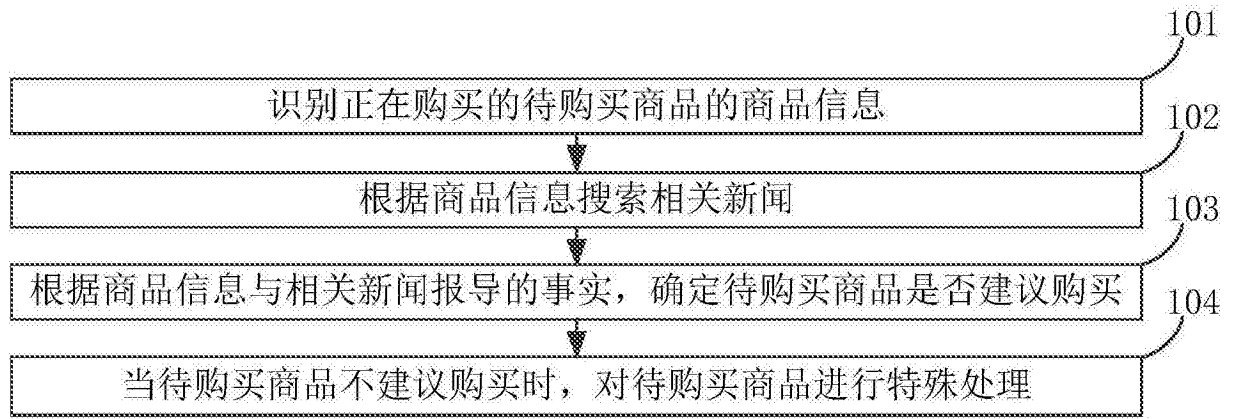 101
识别正在购买的待购买商品的商品信息
102
根据商品信息搜索相关新闻
103
根据商品信息与相关新闻报导的事实，确定待购买商品是否建议购买
104
当待购买商品不建议购买时，对待购买商品进行特殊处理